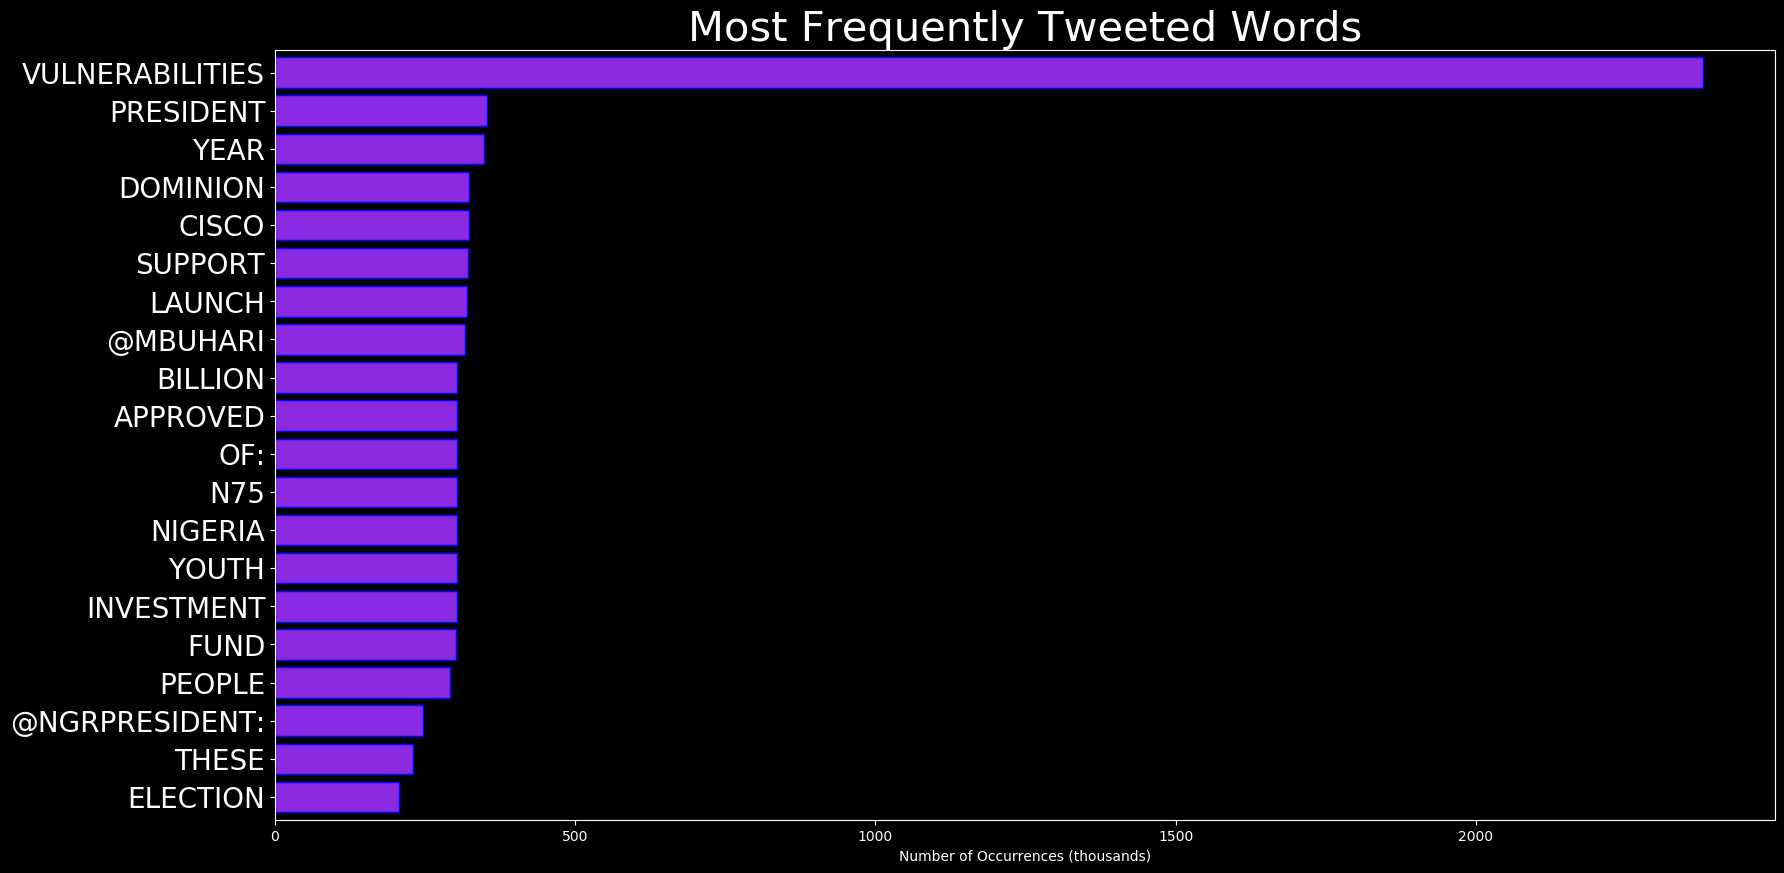 Most Frequently Tweeted Words
VULNERABILITIES
PRESIDENT
YEAR
DOMINION
CISCO
SUPPORT
LAUNCH
@MBUHARI
BILLION
APPROVED
OF:
N75
NIGERIA
YOUTH
INVESTMENT
FUND
PEOPLE
@NGRPRESIDENT:
THESE
ELECTION
0 500 1000 1500 2000
Number of Occurrences (thousands)